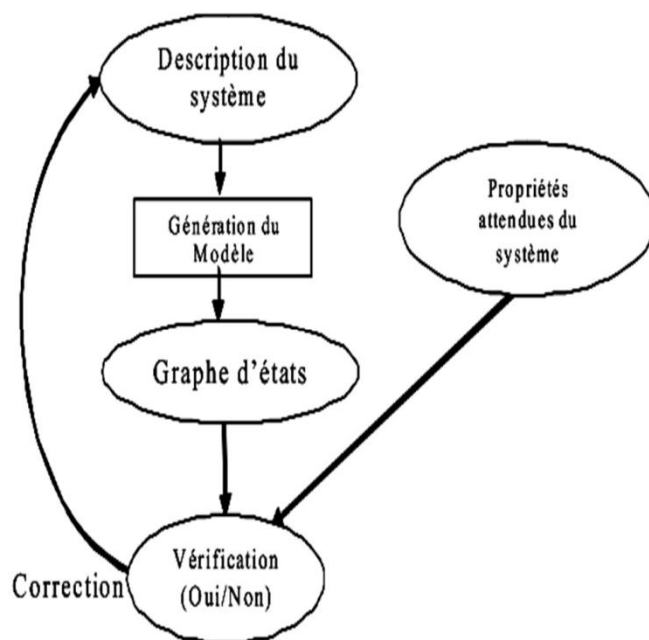 Description du
système
Propriétés
attendues du
système
Génération du
Modèle
Graphe d'états
Vérification
(Oui/Non)
Correction